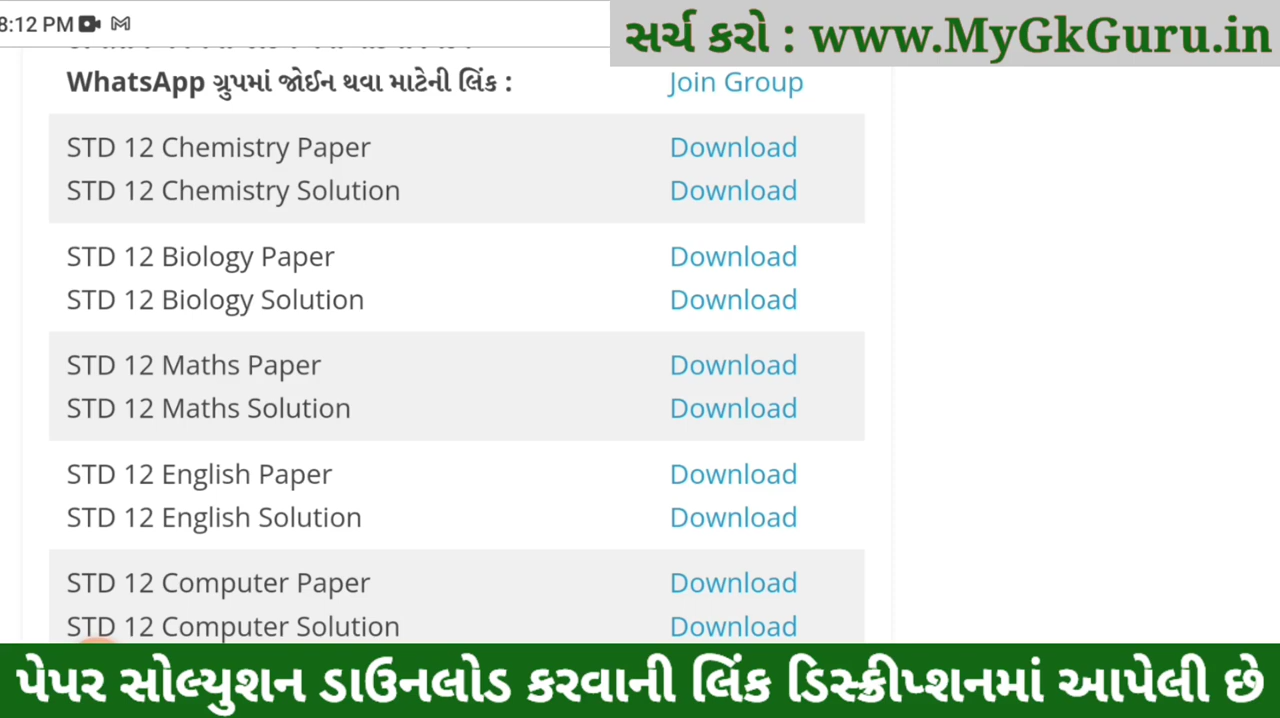 8:12 PM
સર્ચ કરો : www.MyGkGuru.in
WhatsApp ગ્રુપમાં જોઈન થવા માટેની લિંક : Join Group
STD 12 Chemistry Paper Download
STD 12 Chemistry Solution Download
STD 12 Biology Paper Download
STD 12 Biology Solution Download
STD 12 Maths Paper Download
STD 12 Maths Solution Download
STD 12 English Paper Download
STD 12 English Solution Download
STD 12 Computer Paper Download
STD 12 Computer Solution Download
પેપર સોલ્યુશન ડાઉનલોડ કરવાની લિંક ડિસ્ક્રીપ્શનમાં આપેલી છે